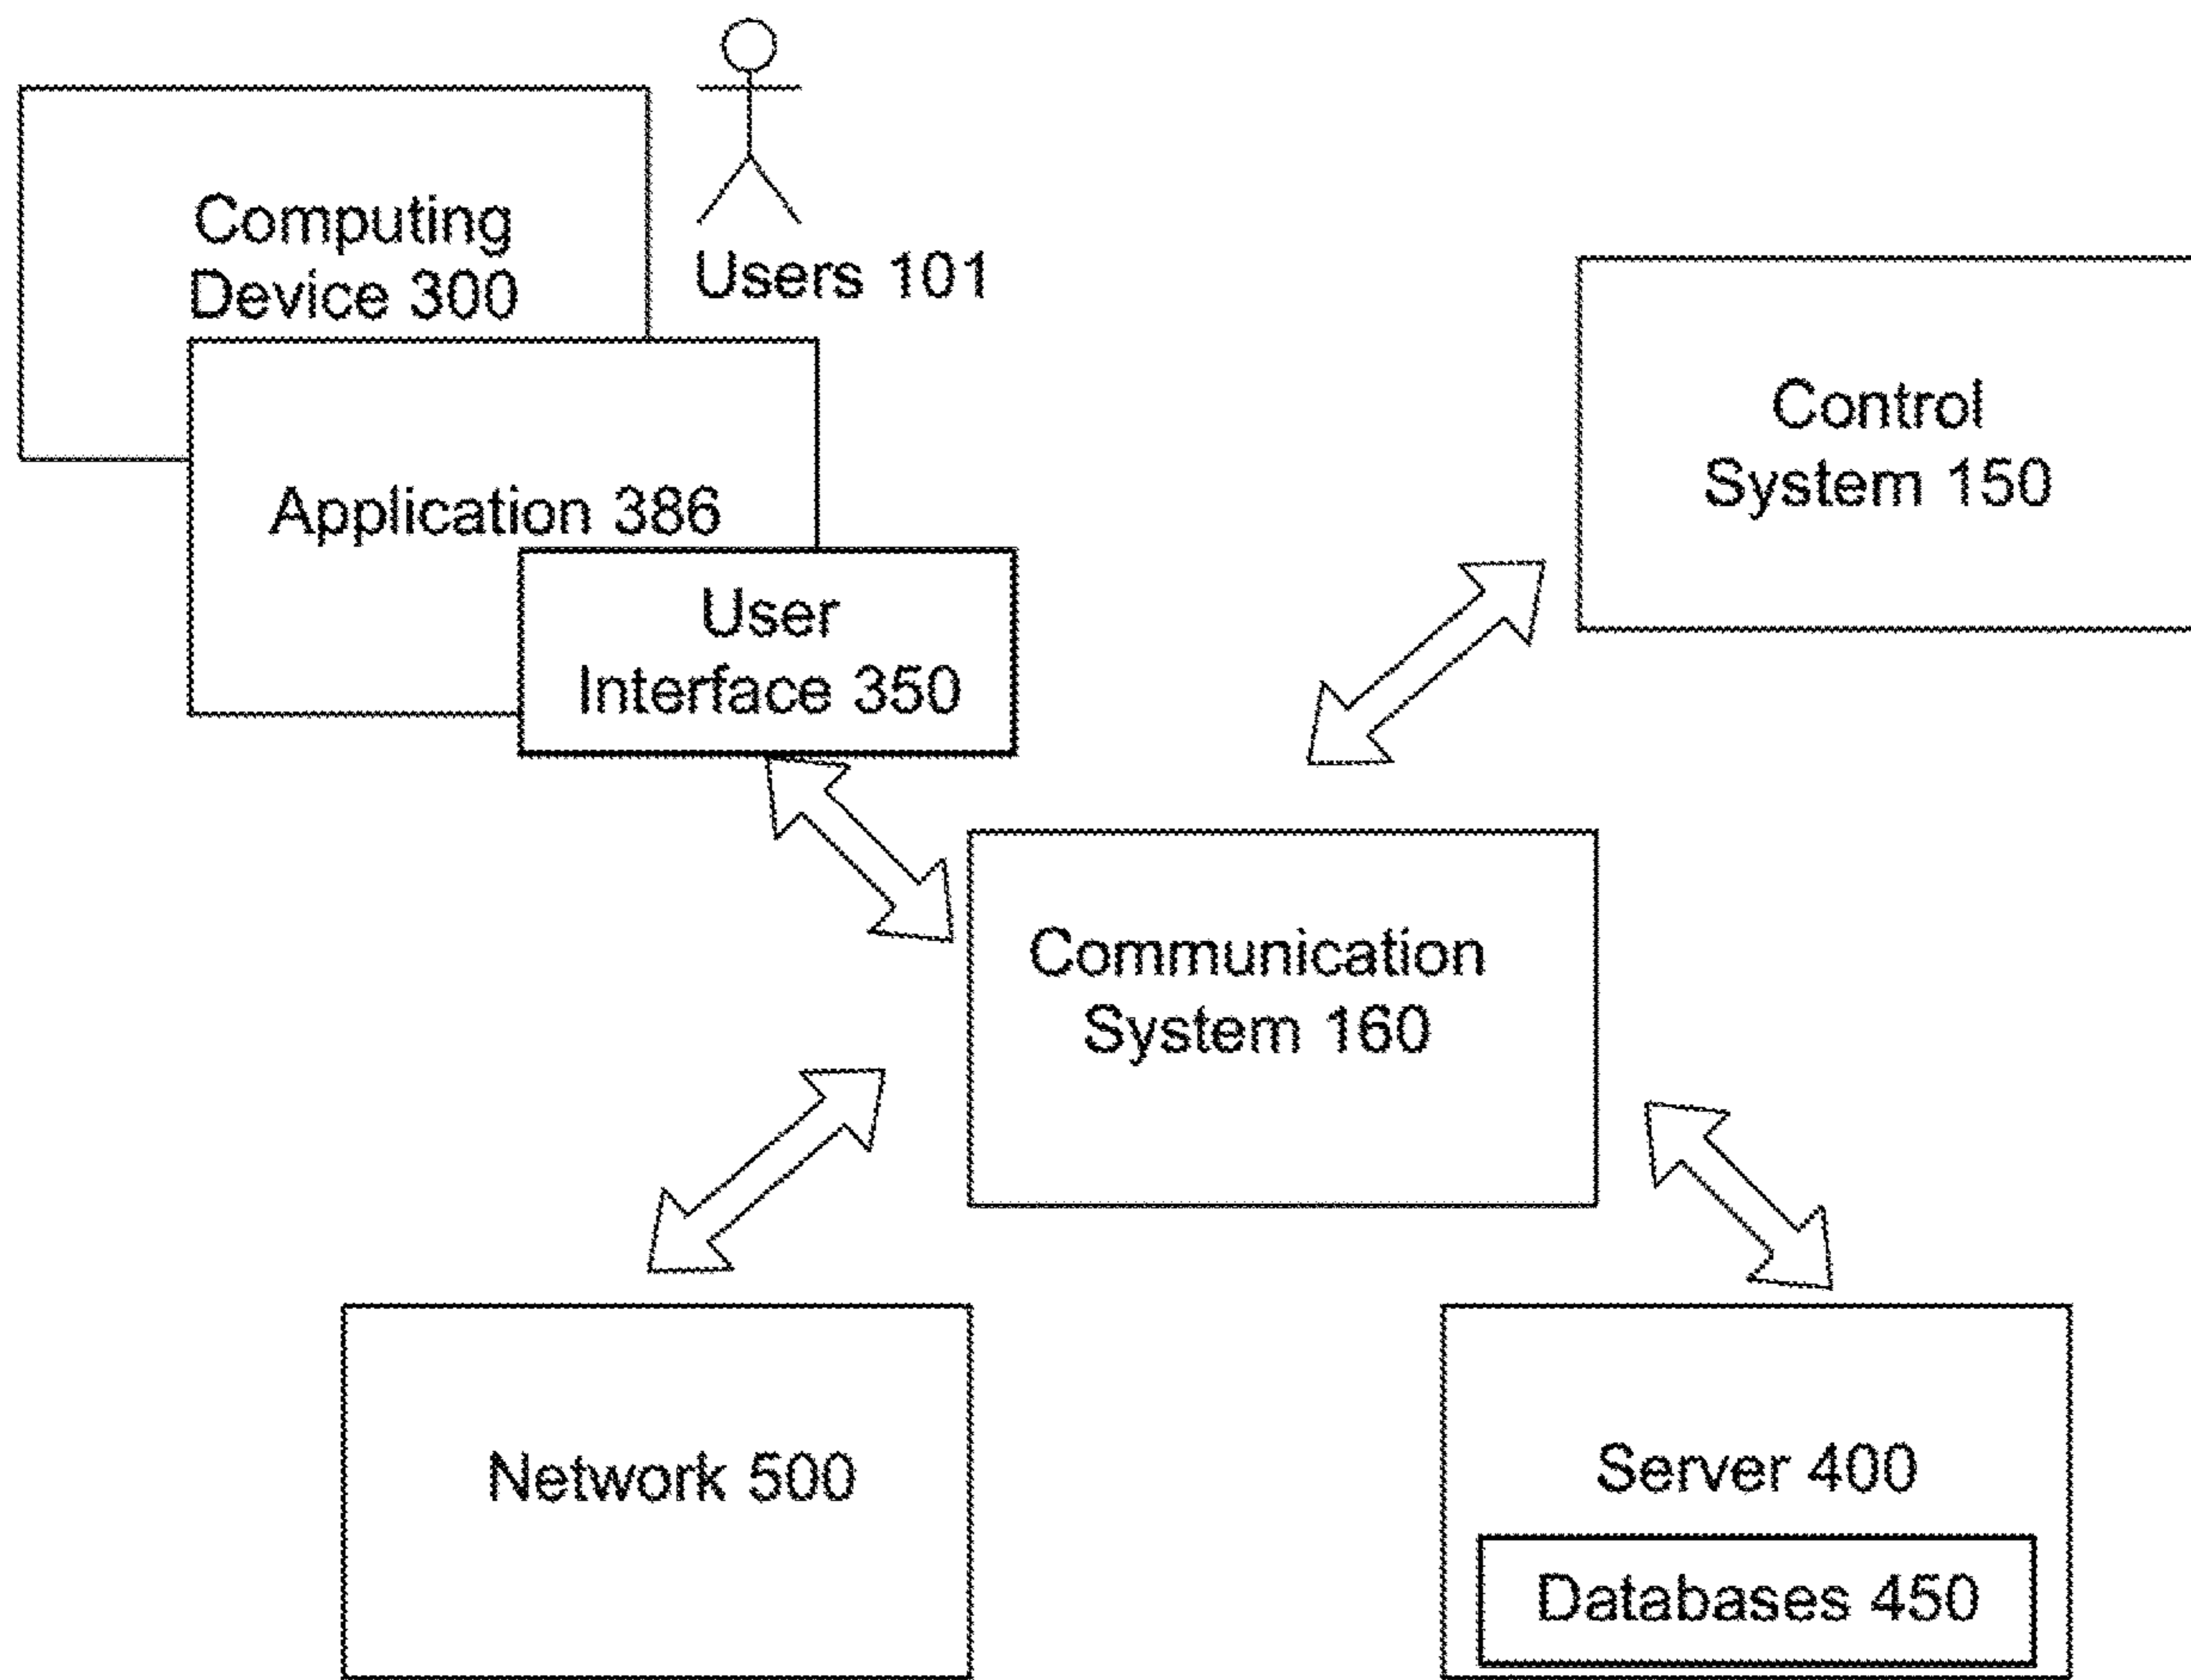 Computing
Device 300
Users 101
Application 386
User
Interface 350
Control
System 150
Communication
System 160
Network 500
Server 400
Databases 450